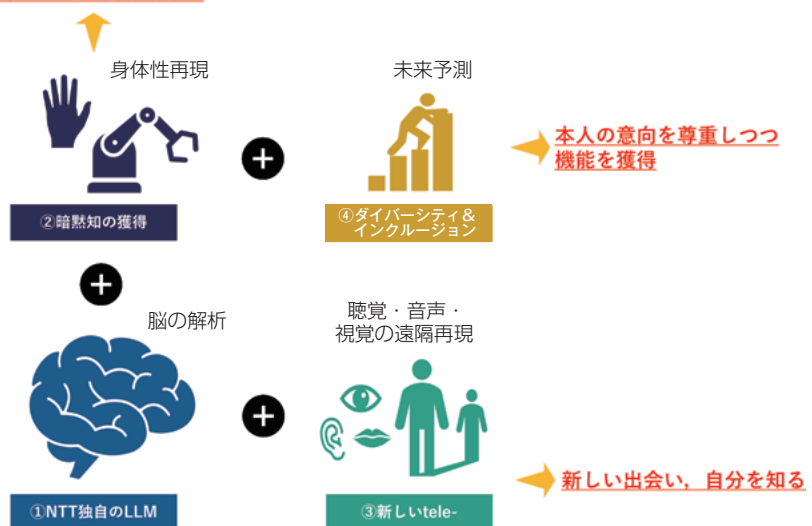 身体性再現
未来予測
本人の意向を尊重しつつ
機能を獲得
②暗黙知の獲得
④ダイバーシティ&
インクルージョン
脳の解析
聴覚・音声・
視覚の遠隔再現
新しい出会い，自分を知る
①NTT独自のLLM
③新しいtele-